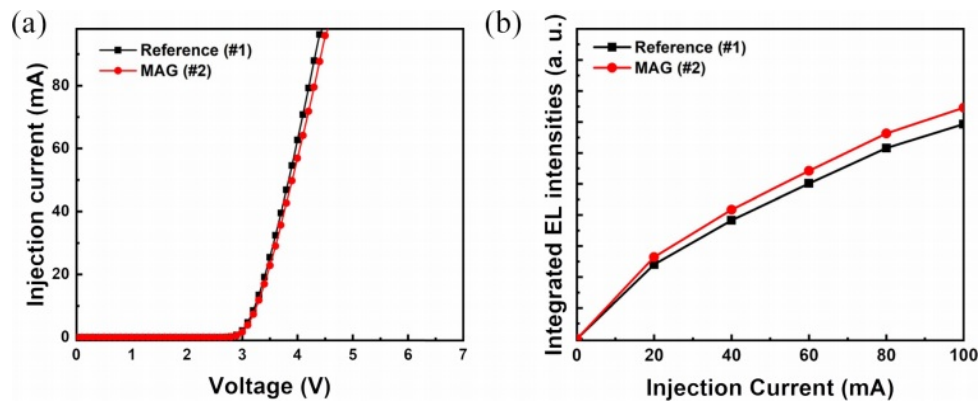 (a)
Reference (#1)
MAG (#2)
Injection current (mA)
80
60
40
20
0
0 1 2 3 4 5 6 7
Voltage (V)
(b)
Reference (#1)
MAG (#2)
Integrated EL intensities (a. u.)
0 20 40 60 80 100
Injection Current (mA)